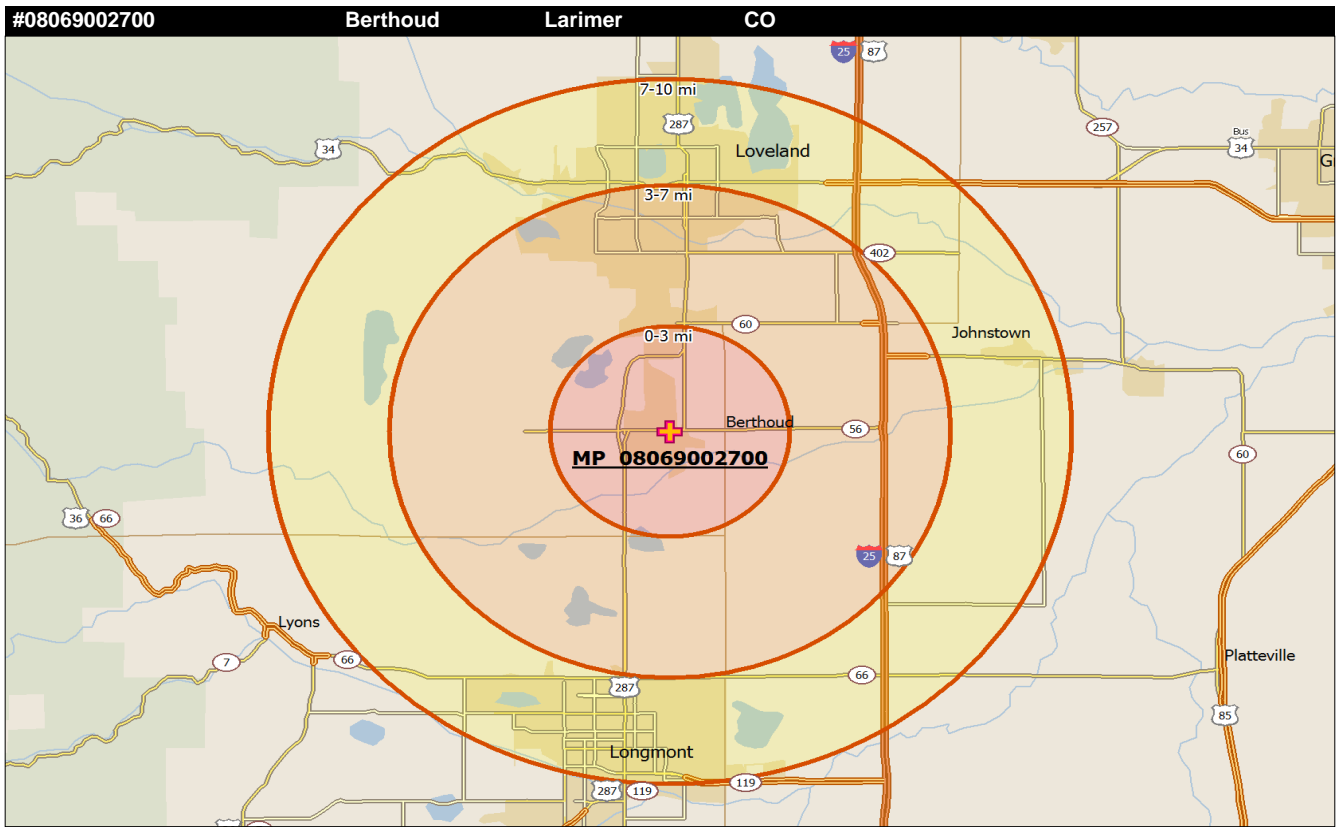 #08069002700 Berthoud Larimer CO
25 87
7-10 mi
287
257
Bus
34
34
Loveland
G
3-7 mi
402
60
0-3 mi
Johnstown
Berthoud
56
MP 08069002700
60
36 66
25 87
Lyons
7
66
Platteville
66
287
85
Longmont
287 119
119